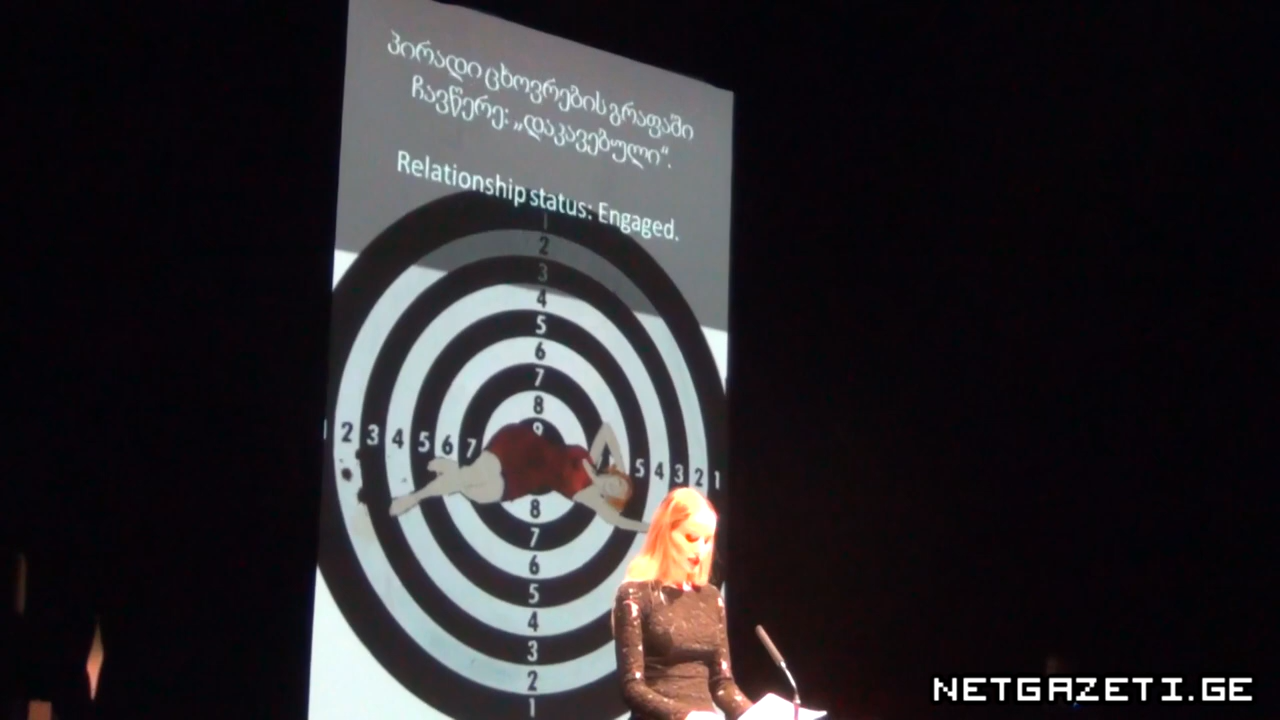 პირადი ცხოვრების გრაფაში
ჩავწერე: „დაკავებული“.
Relationship status: Engaged.
1
2
3
4
5
6
7
8
9
1 2 3 4 5 6 7
5 4 3 2 1
8
7
6
5
4
3
2
1
NETGAZETI.GE